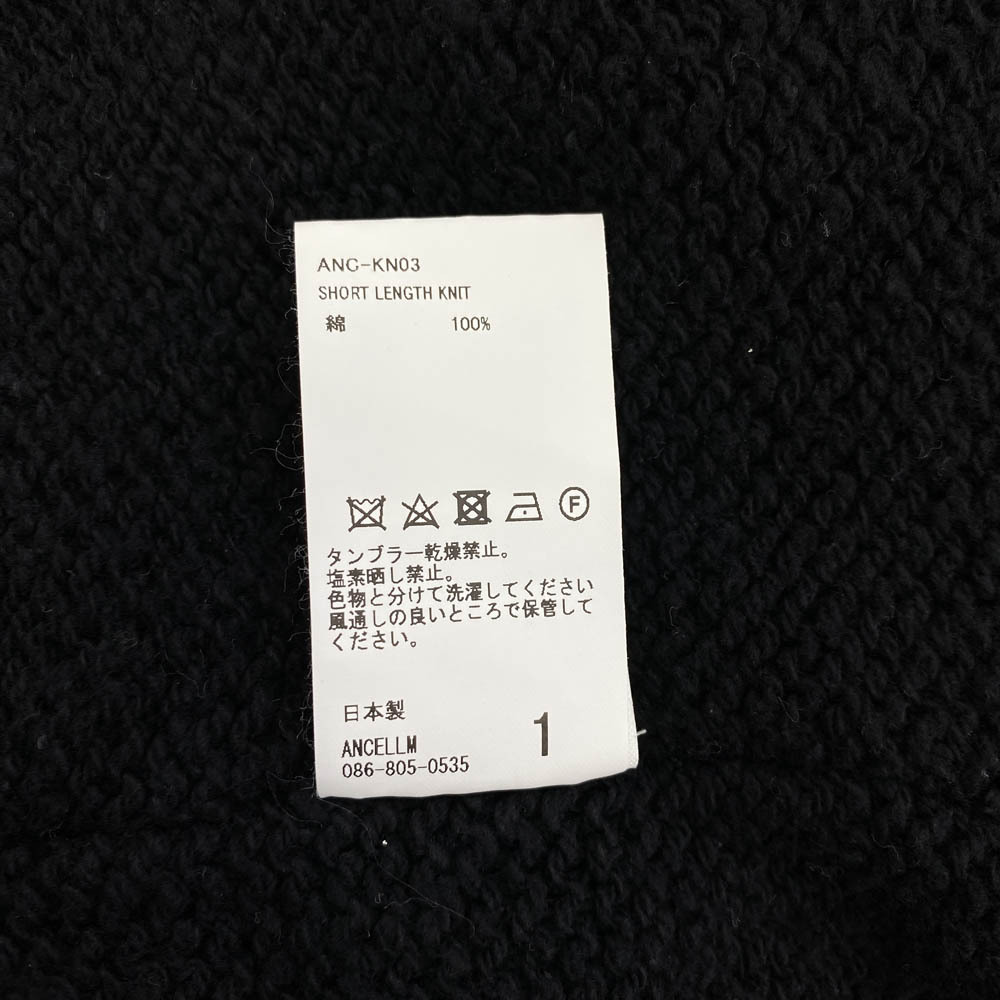 ANC-KN03
SHORT LENGTH KNIT
綿 100%
F
タンブラー乾燥禁止。
塩素晒し禁止。
色物と分けて洗濯してください
風通しの良いところで保管して
ください。
日本製
ANCELLM 1
086-805-0535